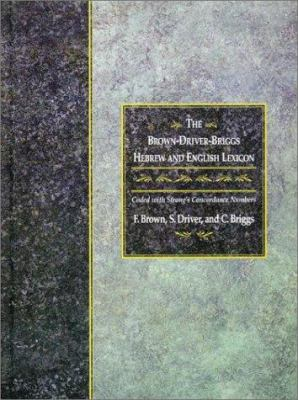 THE
BROWN-DRIVER-BRIGGS
HEBREW AND ENGLISH LEXICON
Coded with Strong's Concordance Numbers
F. Brown, S. Driver, and C. Briggs